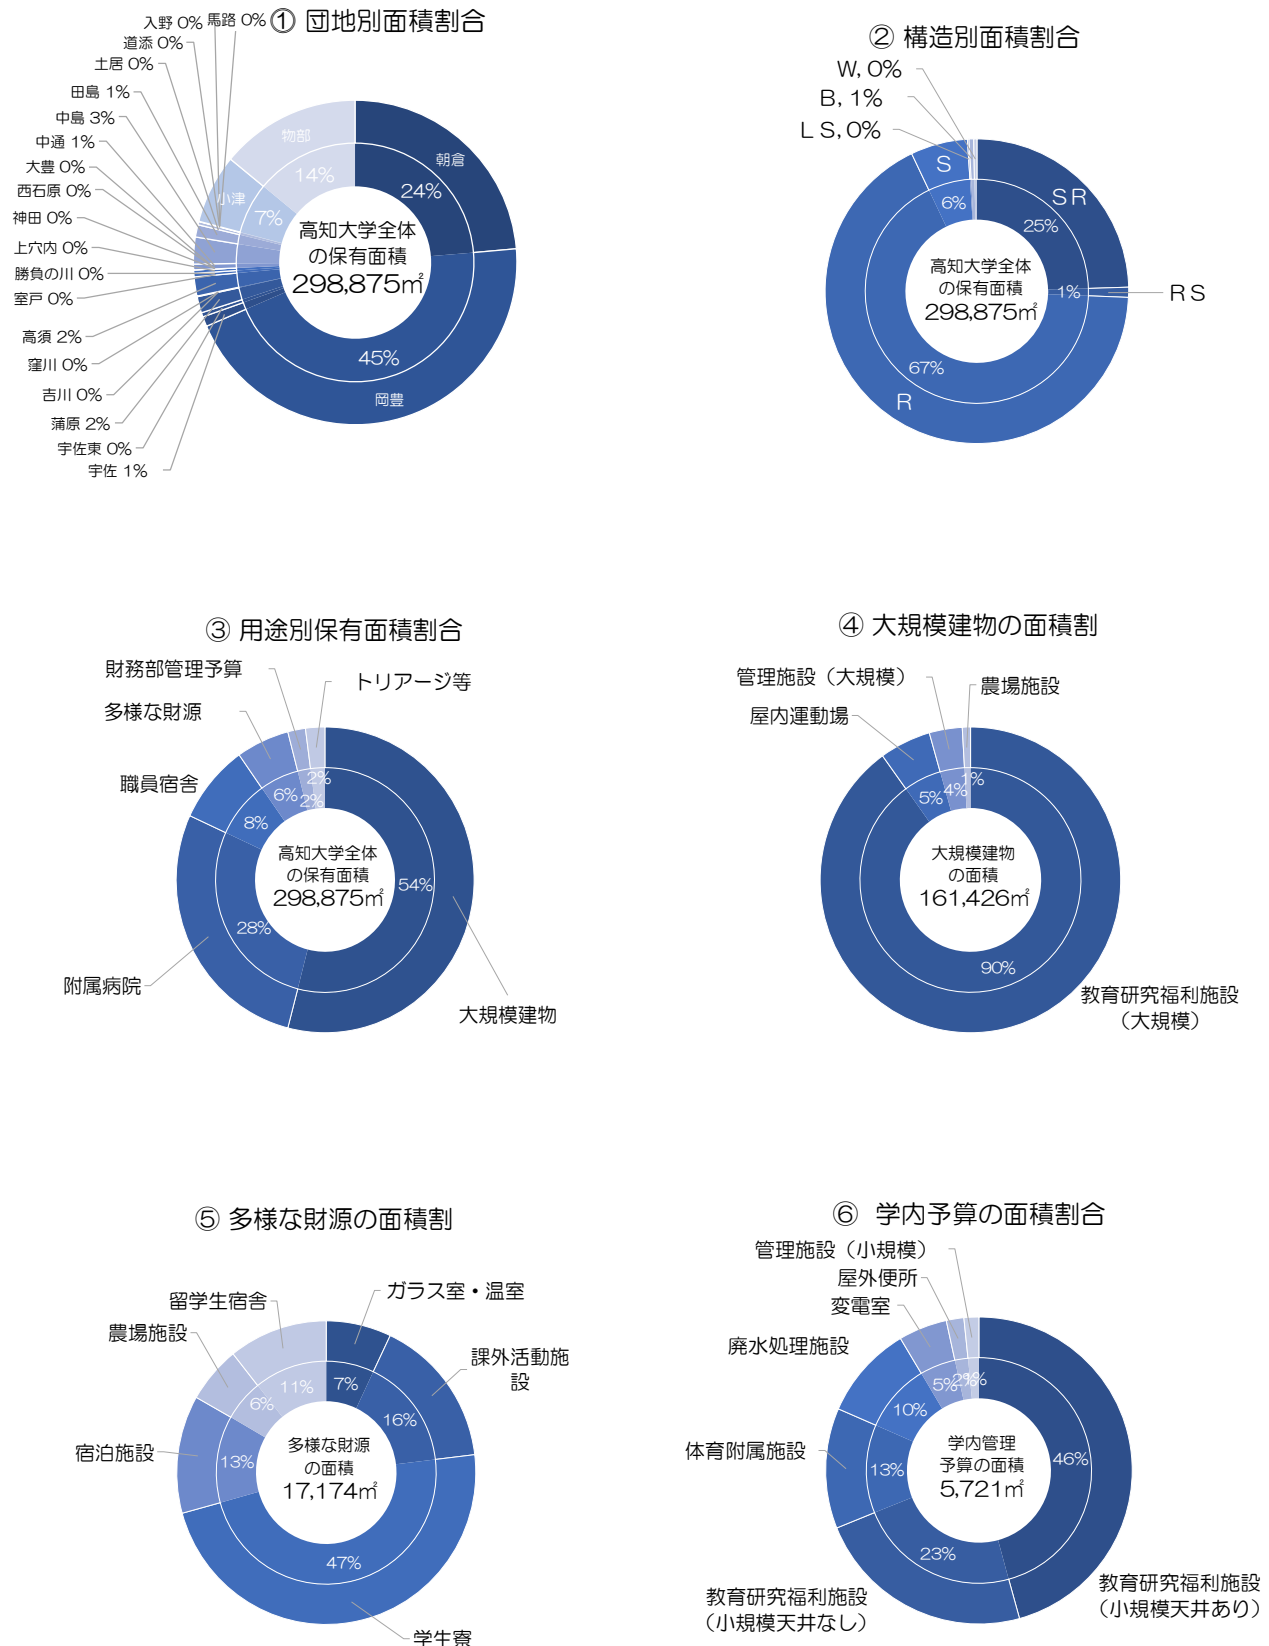 ① 団地別面積割合
入野 0%
馬路 0%
道添 0%
土居 0%
田島 1%
中島 3%
中通 1%
大豊 0%
西石原 0%
神田 0%
上穴内 0%
勝負の川 0%
室戸 0%
高須 2%
窪川 0%
吉川 0%
蒲原 2%
宇佐東 0%
宇佐 1%
物部
14%
小津
7%
朝倉
24%
45%
岡豊
高知大学全体
の保有面積
298,875㎡
② 構造別面積割合
W, 0%
B, 1%
LS, 0%
S
6%
SR
25%
1%
RS
67%
R
高知大学全体
の保有面積
298,875㎡
③ 用途別保有面積割合
財務部管理予算
トリアージ等
多様な財源
職員宿舎
附属病院
大規模建物
2%
2%
6%
8%
28%
54%
高知大学全体
の保有面積
298,875㎡
④ 大規模建物の面積割
管理施設（大規模）
農場施設
屋内運動場
1%
4%
5%
90%
大規模建物
の面積
161,426㎡
教育研究福利施設
（大規模）
⑤ 多様な財源の面積割
留学生宿舎
ガラス室・温室
農場施設
課外活動施
設
宿泊施設
学生寮
7%
11%
6%
16%
13%
47%
多様な財源
の面積
17,174㎡
⑥ 学内予算の面積割合
管理施設（小規模）
屋外便所
変電室
廃水処理施設
体育附属施設
1%
2%
5%
10%
13%
46%
23%
学内管理
予算の面積
5,721㎡
教育研究福利施設
（小規模天井なし）
教育研究福利施設
（小規模天井あり）